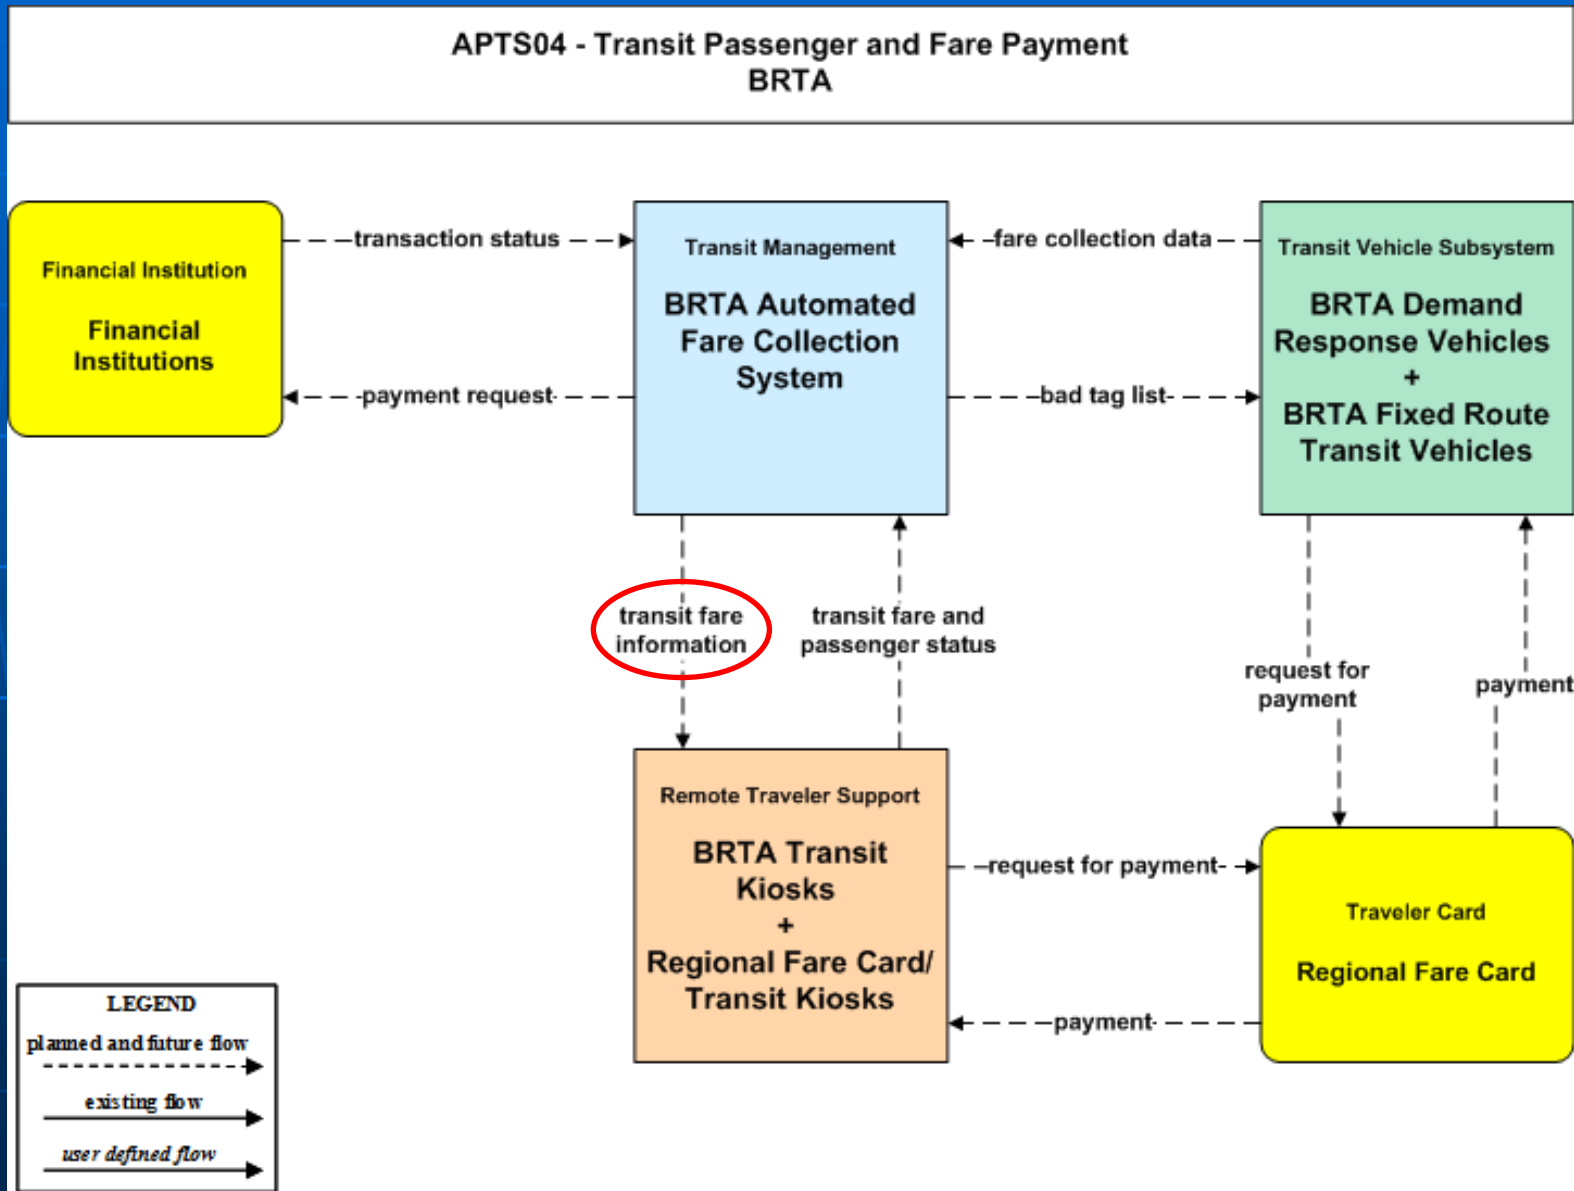 APTS04 - Transit Passenger and Fare Payment
BRTA
Financial Institution
Financial
Institutions
transaction status
payment request
Transit Management
BRTA Automated
Fare Collection
System
fare collection data
bad tag list
Transit Vehicle Subsystem
BRTA Demand
Response Vehicles
+
BRTA Fixed Route
Transit Vehicles
transit fare
information
transit fare and
passenger status
request for
payment
payment
Remote Traveler Support
BRTA Transit
Kiosks
+
Regional Fare Card/
Transit Kiosks
request for payment
payment
Traveler Card
Regional Fare Card
LEGEND
planned and future flow
existing flow
user defined flow